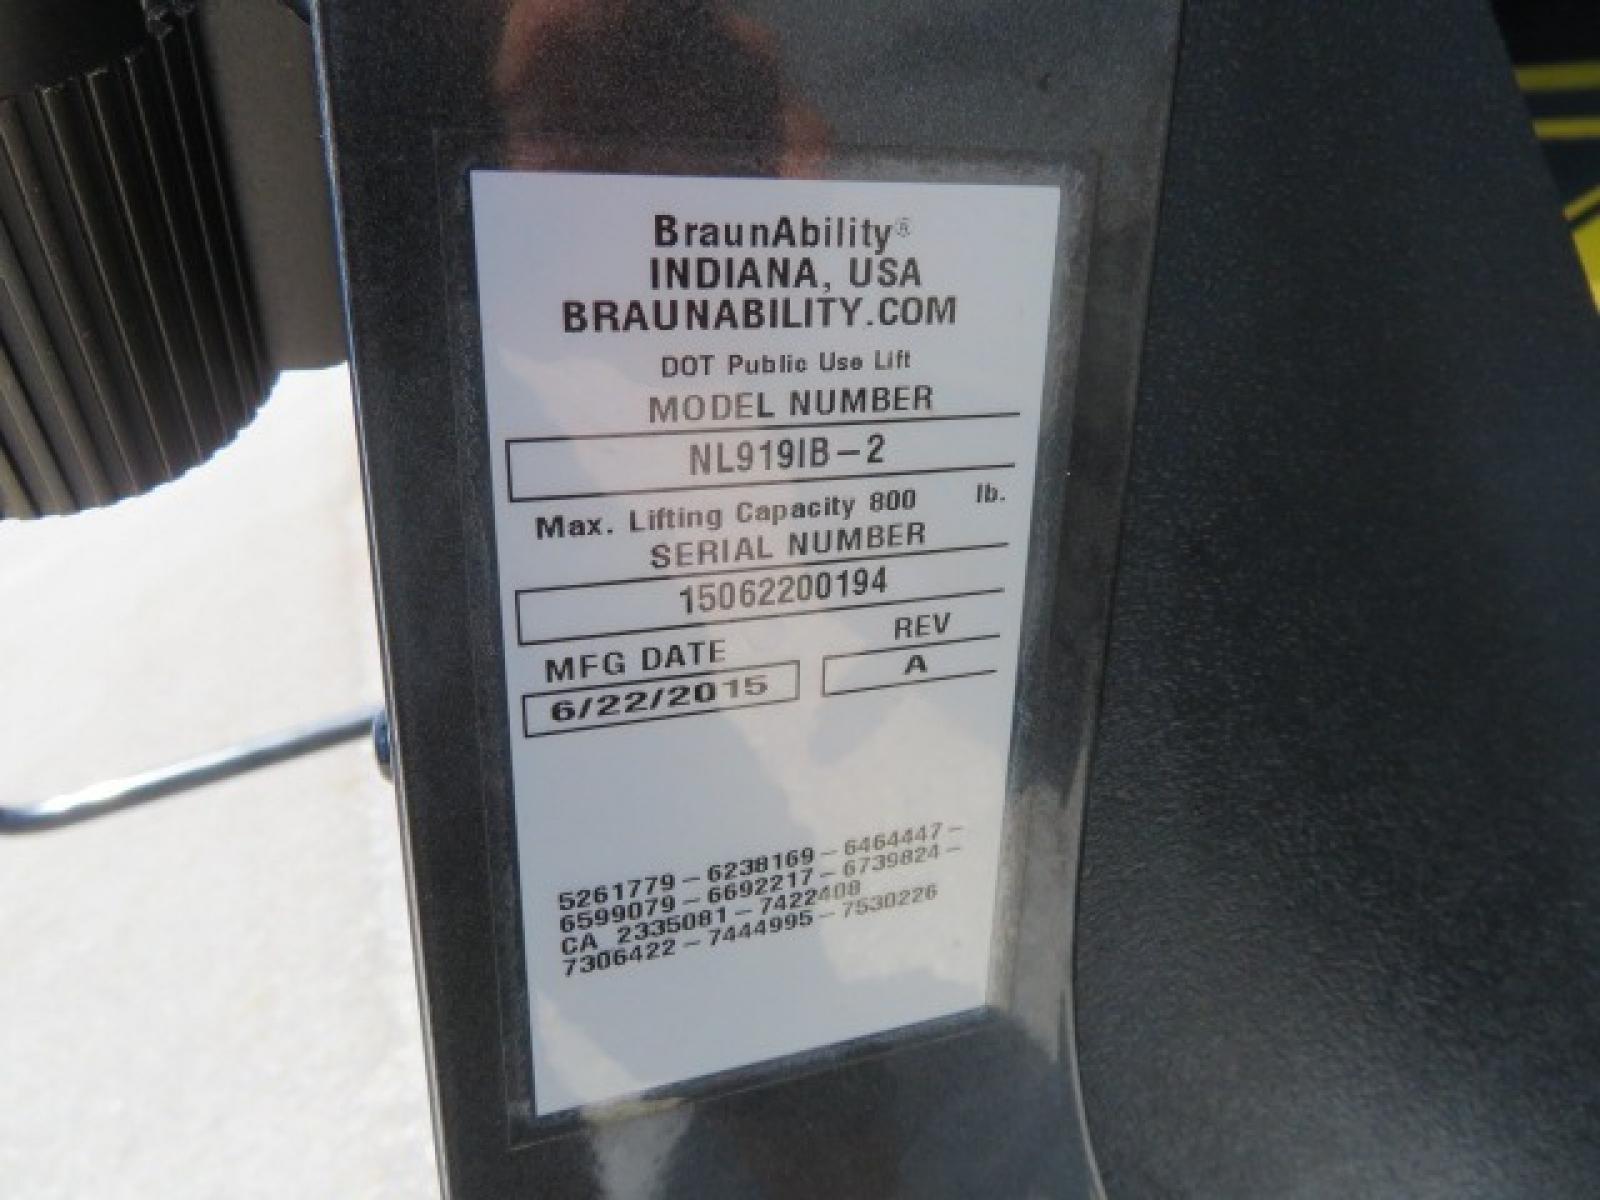 BraunAbility®
INDIANA, USA
BRAUNABILITY.COM
DOT Public Use Lift
MODEL NUMBER
NL919IB-2
Max. Lifting Capacity 800 lb.
SERIAL NUMBER
15062200194
MFG DATE REV
6/22/2015 A
5261779-6238169-6464447-
6599079-6692217-6739824-
CA 2335081-7422408
7306422-7444995-7530226